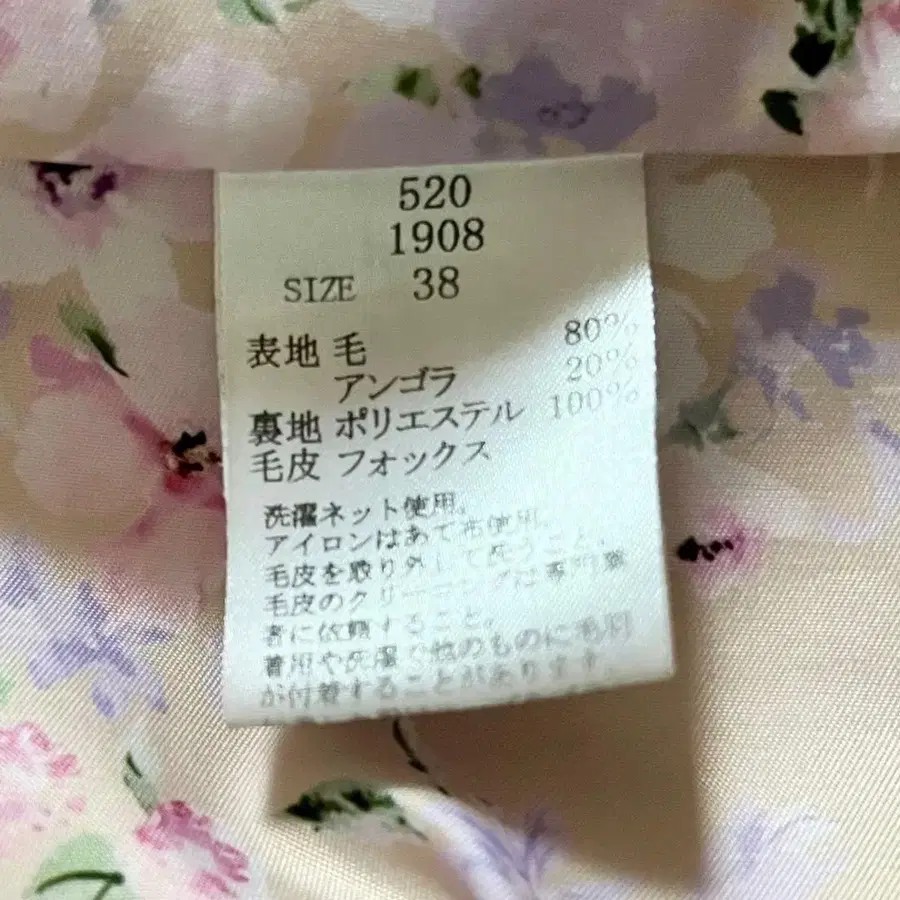 520
1908
SIZE 38
表地 毛 80%
アンゴラ 20%
裏地 ポリエステル 100%
毛皮 フォックス
洗濯ネット使用。
アイロンはあて布使用。
毛皮を取り外して洗うこと。
毛皮のクリーニングは専門業
者に依頼すること。
着用や洗濯で他のものに毛羽
が付着することがあります。